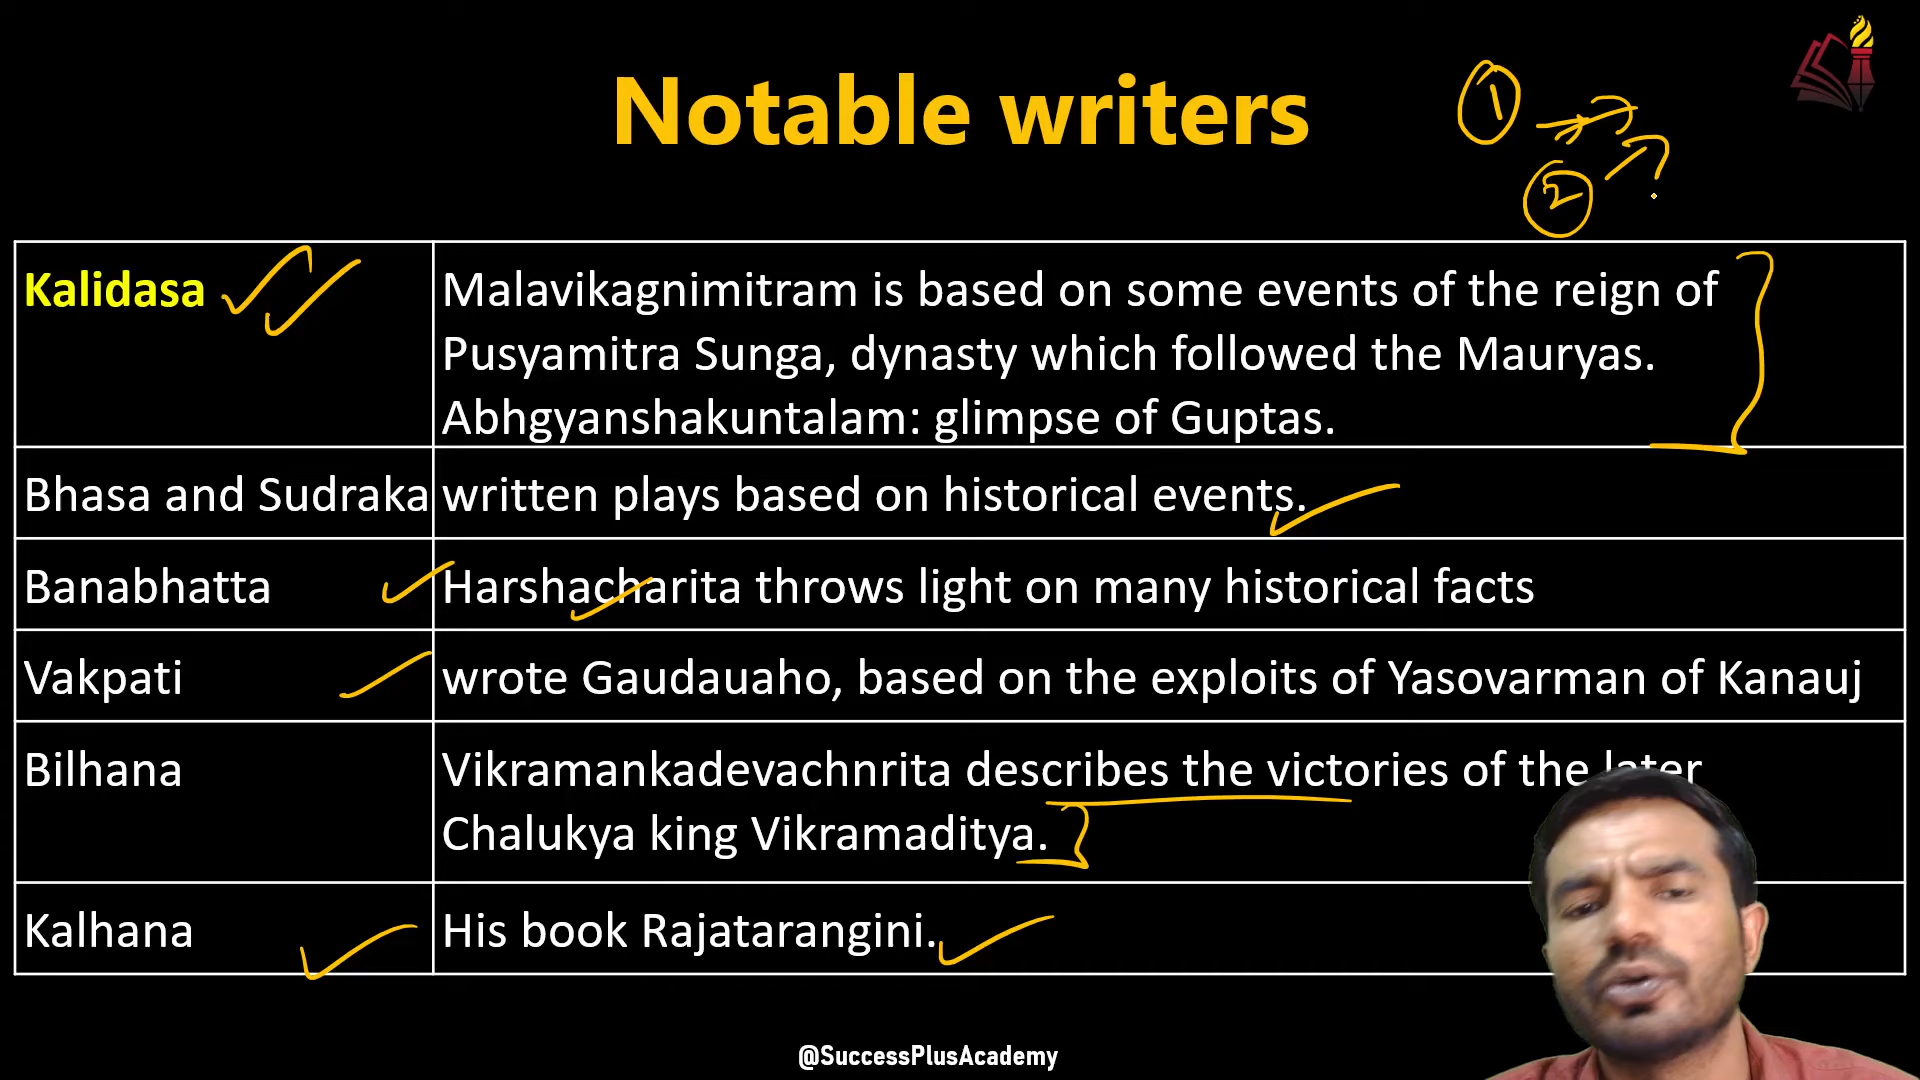 Notable writers
1
2 ?
Kalidasa
Malavikagnimitram is based on some events of the reign of
Pusyamitra Sunga, dynasty which followed the Mauryas.
Abhgyanshakuntalam: glimpse of Guptas.
Bhasa and Sudraka
written plays based on historical events.
Banabhatta
Harshacharita throws light on many historical facts
Vakpati
wrote Gaudauaho, based on the exploits of Yasovarman of Kanauj
Bilhana
Vikramankadevachnrita describes the victories of the later
Chalukya king Vikramaditya.
Kalhana
His book Rajatarangini.
@SuccessPlusAcademy